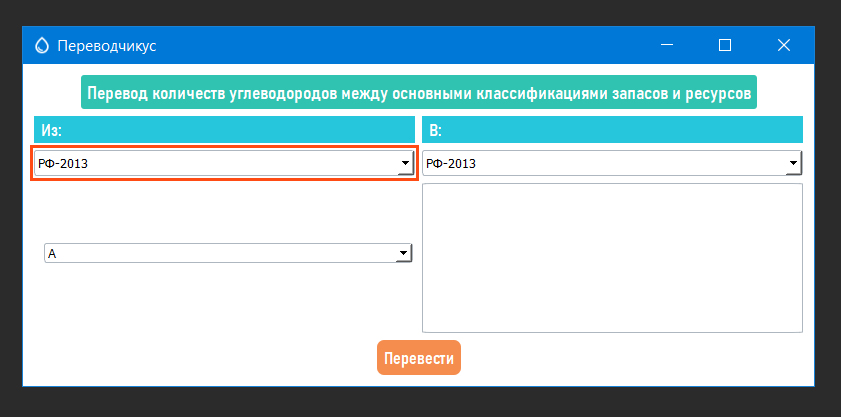 Переводчикус
Перевод количеств углеводородов между основными классификациями запасов и ресурсов
Из:
В:
РФ-2013
РФ-2013
A
Перевести